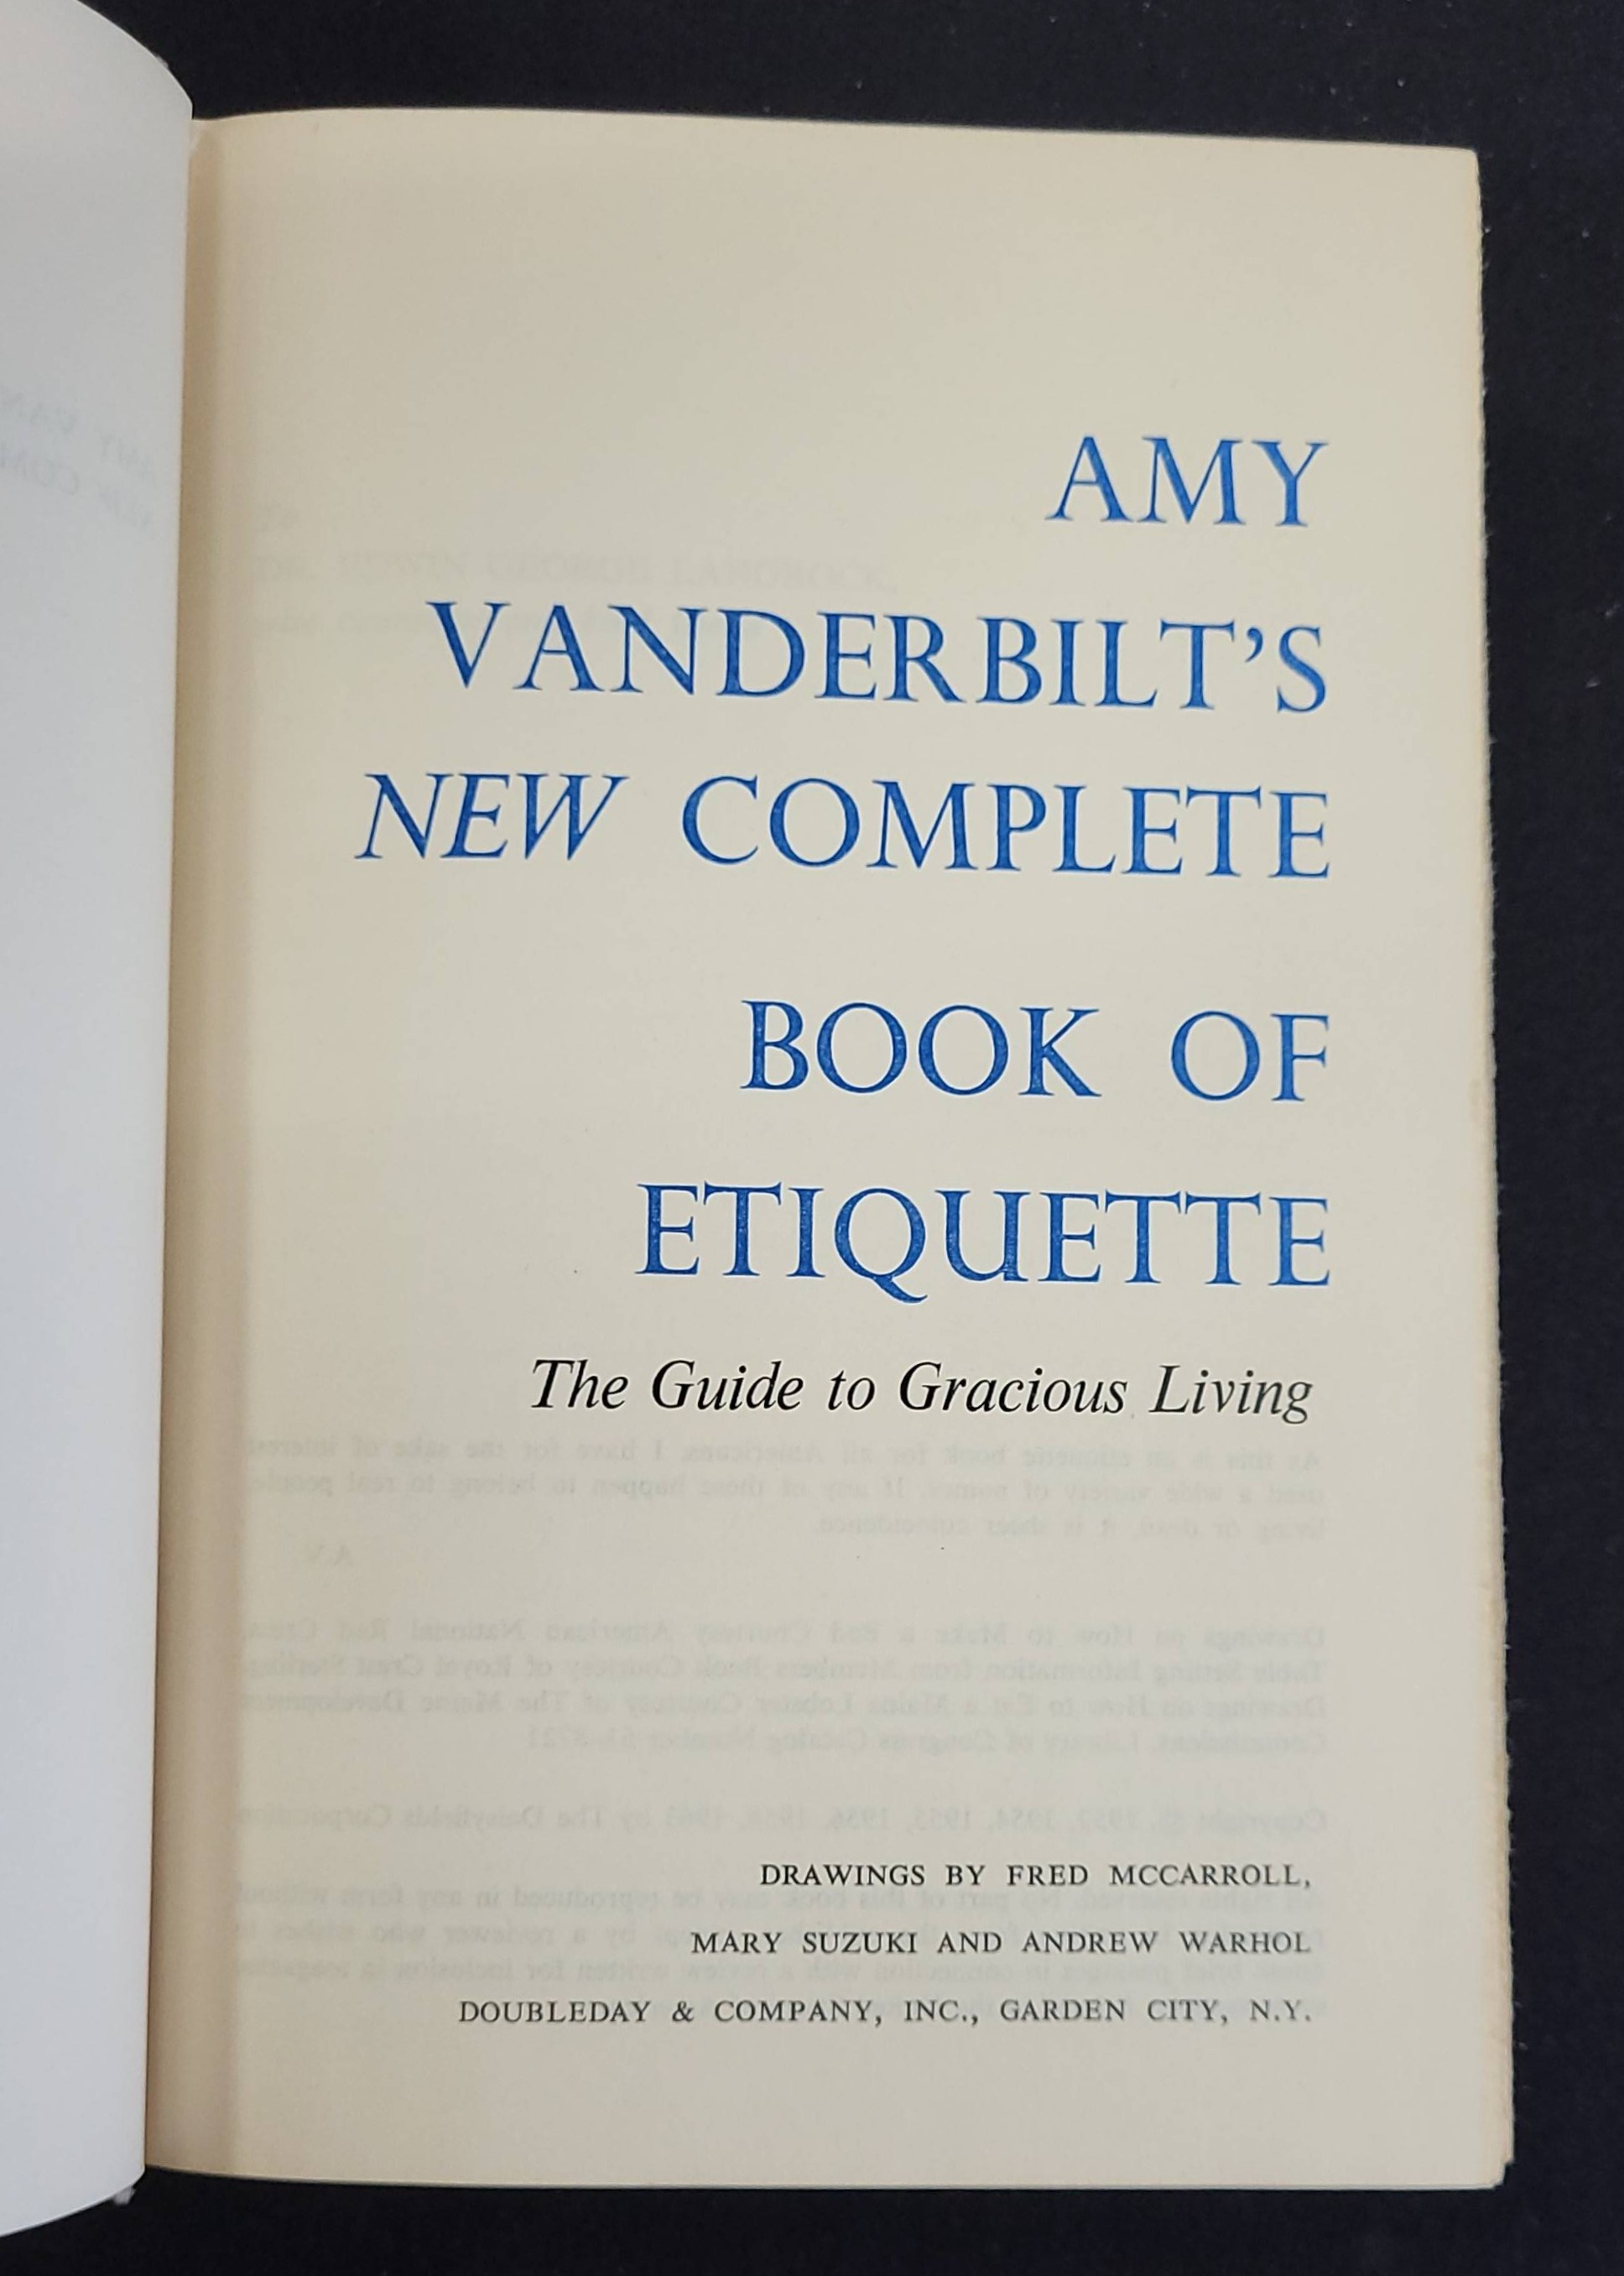 AMY
VANDERBILT’S
NEW COMPLETE
BOOK OF
ETIQUETTE
The Guide to Gracious Living
DRAWINGS BY FRED MCCARROLL,
MARY SUZUKI AND ANDREW WARHOL
DOUBLEDAY & COMPANY, INC., GARDEN CITY, N.Y.